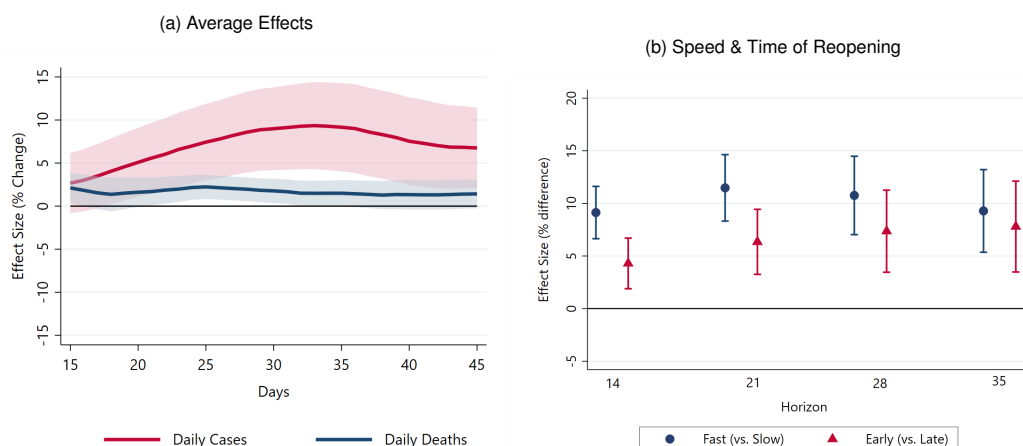 (a) Average Effects
15
10
5
0
-5
-10
-15
Effect Size (% Change)
15 20 25 30 35 40 45
Days
Daily Cases Daily Deaths
(b) Speed & Time of Reopening
20
15
10
5
0
-5
Effect Size (% difference)
14 21 28 35
Horizon
Fast (vs. Slow) Early (vs. Late)